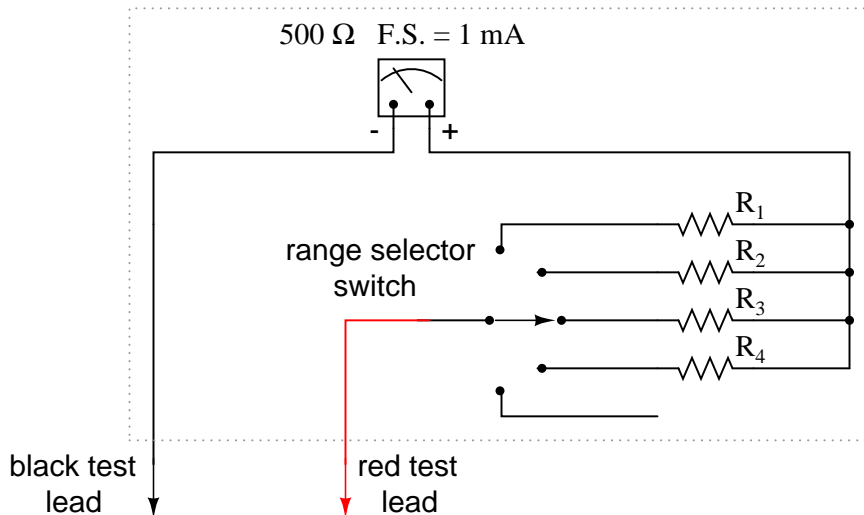 500 Ω F.S. = 1 mA
- +
R1
range selector
switch
R2
R3
R4
black test
lead
red test
lead